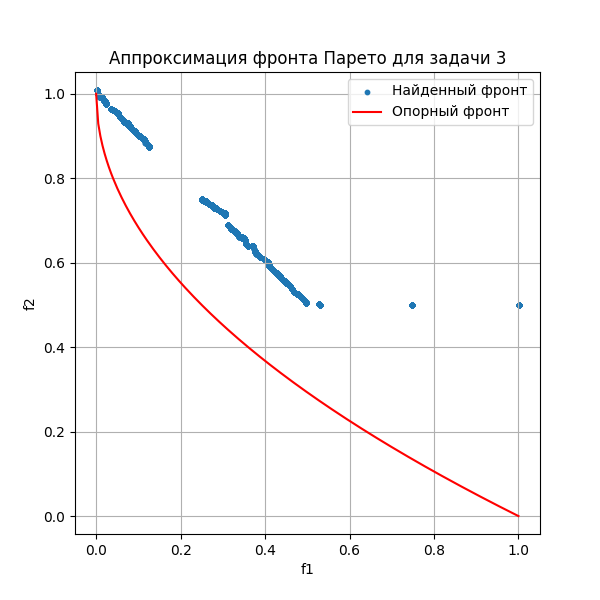 Аппроксимация фронта Парето для задачи 3
Найденный фронт
Опорный фронт
f2
1.0
0.8
0.6
0.4
0.2
0.0
0.0 0.2 0.4 0.6 0.8 1.0
f1